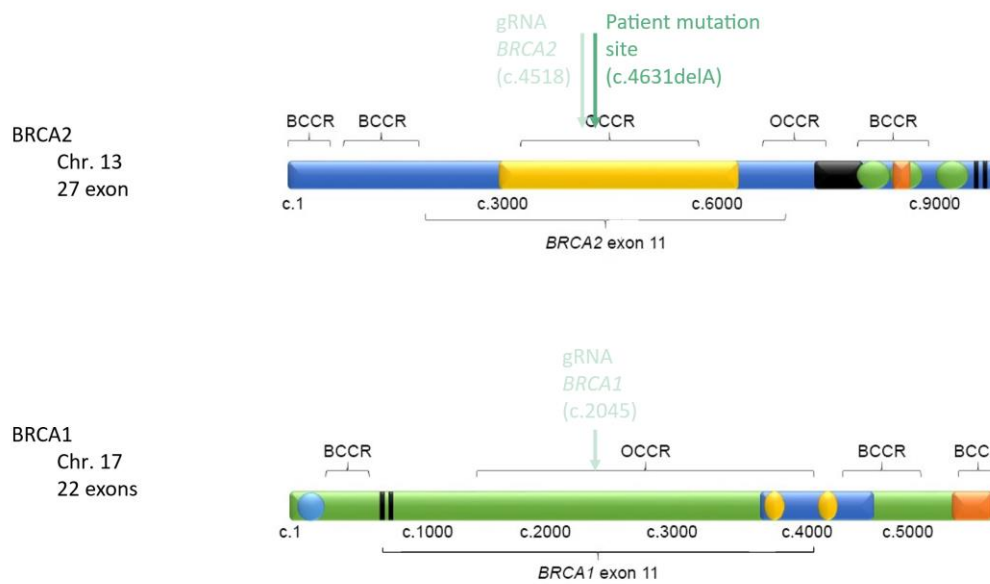 gRNA
BRCA2
(c.4518)
Patient mutation
site
(c.4631delA)
BRCA2
Chr. 13
27 exon
BCCR BCCR OCCR OCCR BCCR
c.1 c.3000 c.6000 c.9000
BRCA2 exon 11
gRNA
BRCA1
(c.2045)
BRCA1
Chr. 17
22 exons
BCCR OCCR BCCR BCC
c.1 c.1000 c.2000 c.3000 c.4000 c.5000
BRCA1 exon 11